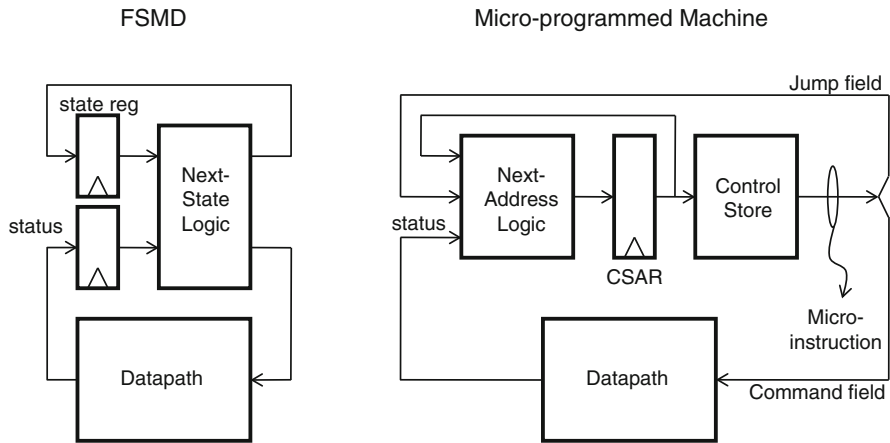 FSMD
Micro-programmed Machine
state reg
Next-
State
Logic
status
Datapath
Jump field
Next-
Address
Logic
Control
Store
status
CSAR
Micro-
instruction
Datapath
Command field